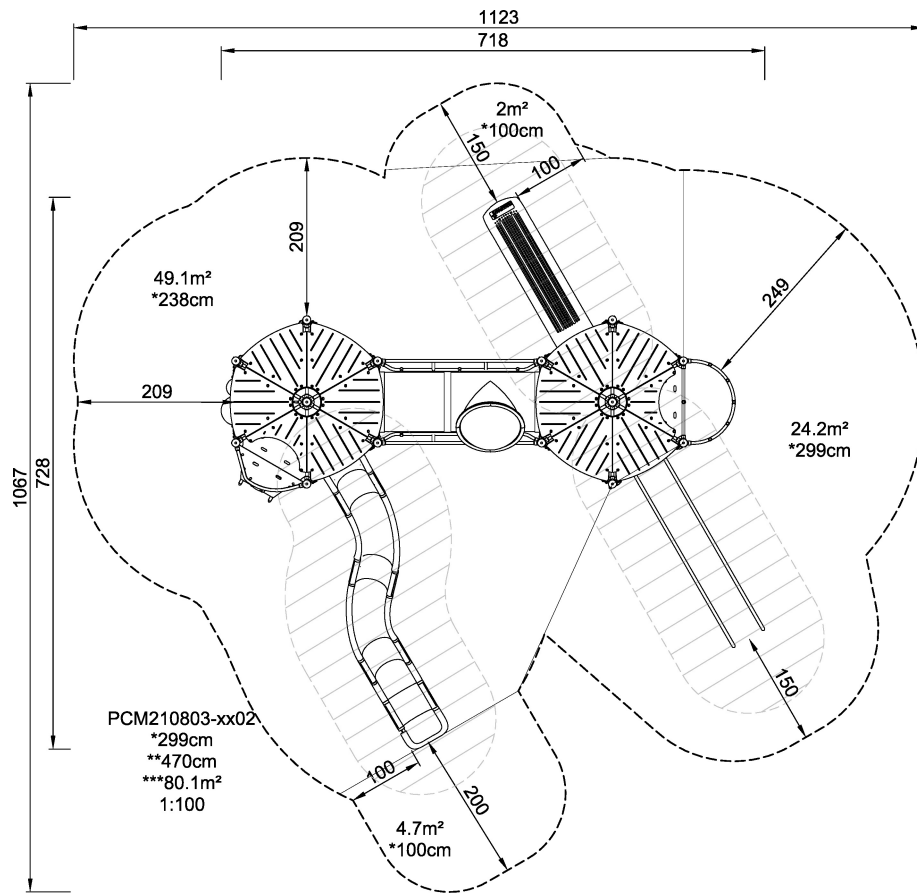 1123
718
2m²
*100cm
150
100
209
49.1m²
*238cm
249
209
24.2m²
*299cm
1067
728
150
PCM210803-xx02
*299cm
**470cm
***80.1m²
1:100
100
200
4.7m²
*100cm